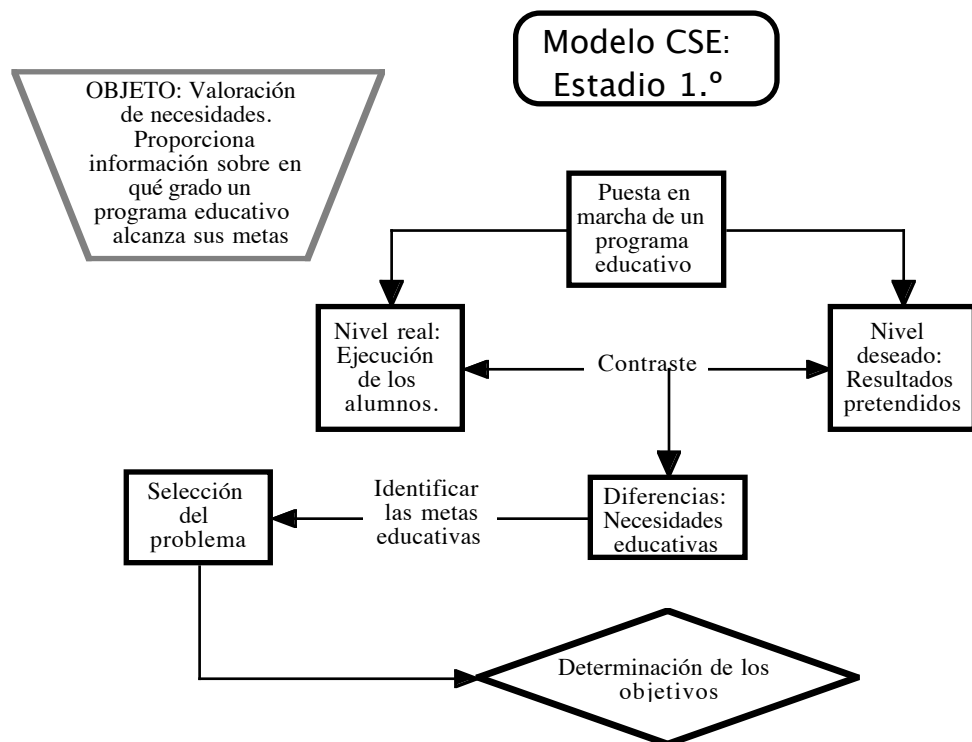 Modelo CSE:
Estadio 1.º
OBJETO: Valoración
de necesidades.
Proporciona
información sobre en
qué grado un
programa educativo
alcanza sus metas
Puesta en
marcha de un
programa
educativo
Nivel real:
Ejecución
de los
alumnos.
Contraste
Nivel
deseado:
Resultados
pretendidos
Selección
del
problema
Identificar
las metas
educativas
Diferencias:
Necesidades
educativas
Determinación de los
objetivos